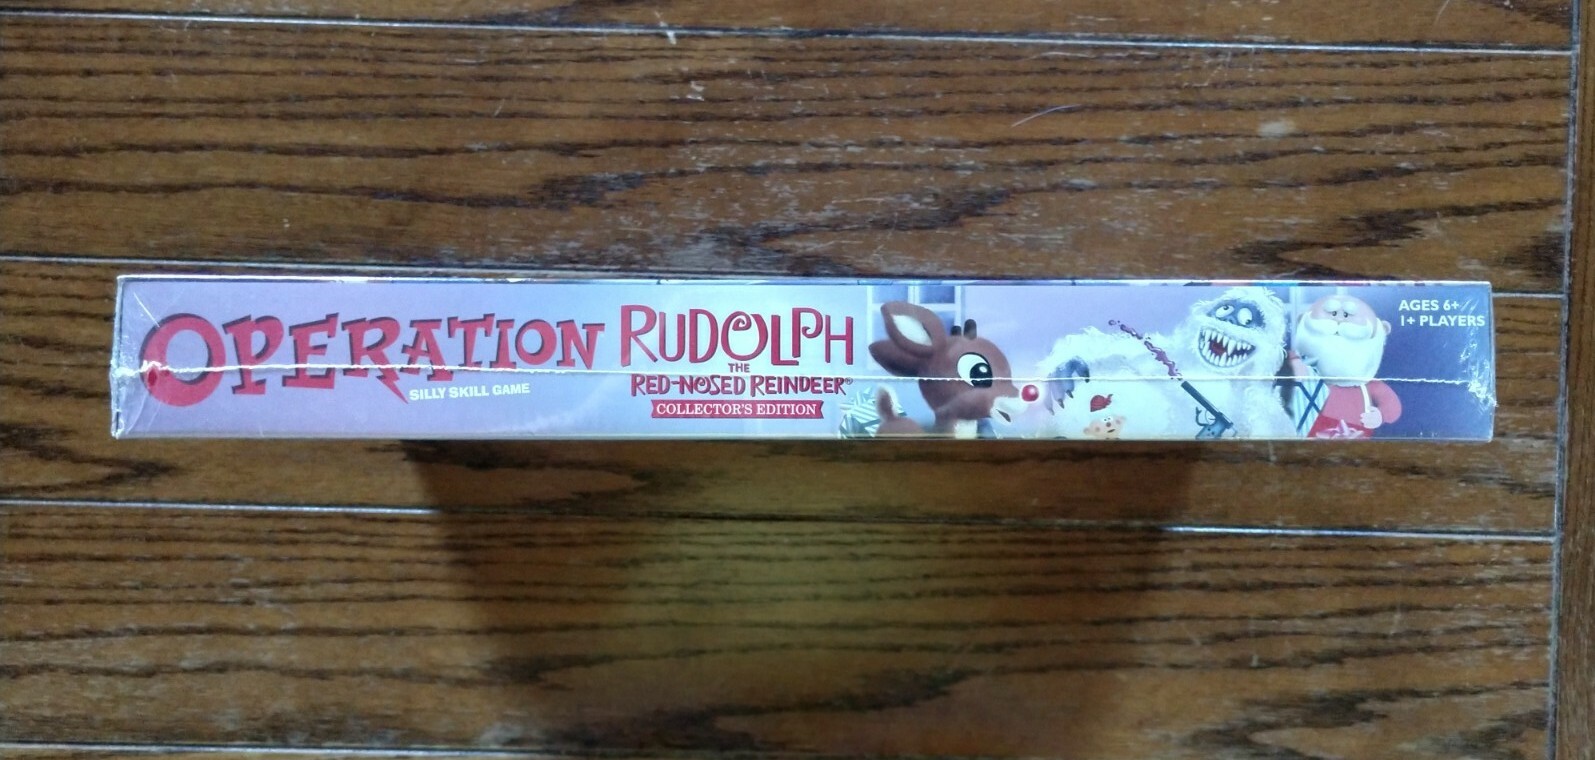 OPERATION
SILLY SKILL GAME
RUDOLPH
THE
RED-NOSED REINDEER®
COLLECTOR'S EDITION
AGES 6+
1+ PLAYERS